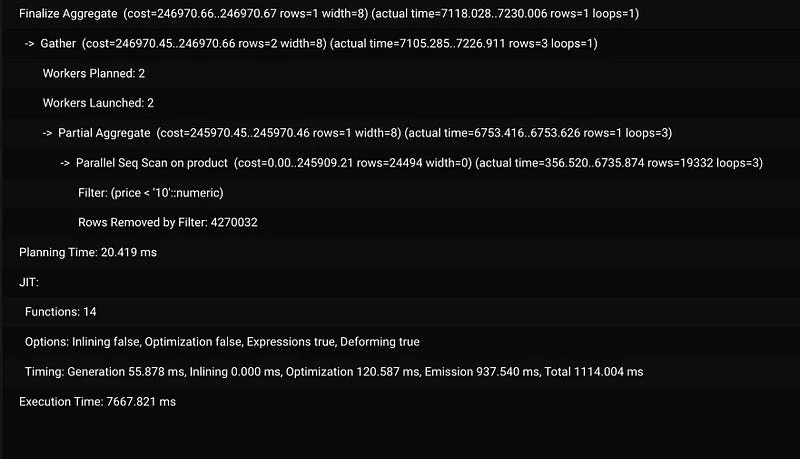 Finalize Aggregate (cost=246970.66..246970.67 rows=1 width=8) (actual time=7118.028..7230.006 rows=1 loops=1)
-> Gather (cost=246970.45..246970.66 rows=2 width=8) (actual time=7105.285..7226.911 rows=3 loops=1)
Workers Planned: 2
Workers Launched: 2
-> Partial Aggregate (cost=245970.45..245970.46 rows=1 width=8) (actual time=6753.416..6753.626 rows=1 loops=3)
-> Parallel Seq Scan on product (cost=0.00..245909.21 rows=24494 width=0) (actual time=356.520..6735.874 rows=19332 loops=3)
Filter: (price < '10'::numeric)
Rows Removed by Filter: 4270032
Planning Time: 20.419 ms
JIT:
Functions: 14
Options: Inlining false, Optimization false, Expressions true, Deforming true
Timing: Generation 55.878 ms, Inlining 0.000 ms, Optimization 120.587 ms, Emission 937.540 ms, Total 1114.004 ms
Execution Time: 7667.821 ms